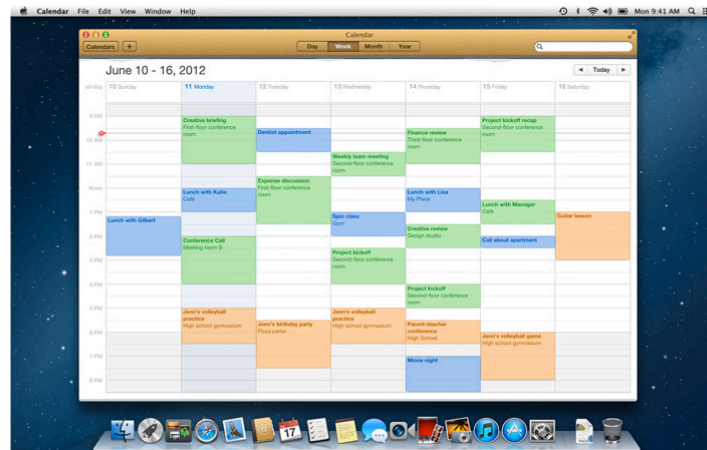 Calendar File Edit View Window Help
Mon 9:41 AM
Calendar
Calendars +
Day Week Month Year
June 10 - 16, 2012
Today
all-day 10 Sunday 11 Monday 12 Tuesday 13 Wednesday 14 Thursday 15 Friday 16 Saturday
9 AM
Creative briefing
First-floor conference
room
Project kickoff recap
Second-floor conference
room
Dentist appointment
Finance review
Third-floor conference
room
10 AM
Weekly team meeting
Second-floor conference
room
11 AM
Expense discussion
First-floor conference
room
Noon
Lunch with Katie
Café
Lunch with Lisa
My Place
Lunch with Manager
Café
1 PM
Lunch with Gilbert
Spin class
Gym
Guitar lesson
Creative review
Design studio
2 PM
Conference Call
Meeting room B
Call about apartment
Project kickoff
Second-floor conference
room
3 PM
4 PM
Project kickoff
Second-floor conference
room
5 PM
Jenn's volleyball
practice
High school gymnasium
Jenn's volleyball
practice
High school gymnasium
Jenn's birthday party
Pizza parlor
Parent-teacher
conference
High School
6 PM
Jenn's volleyball game
High school gymnasium
7 PM
Movie night
8 PM
17